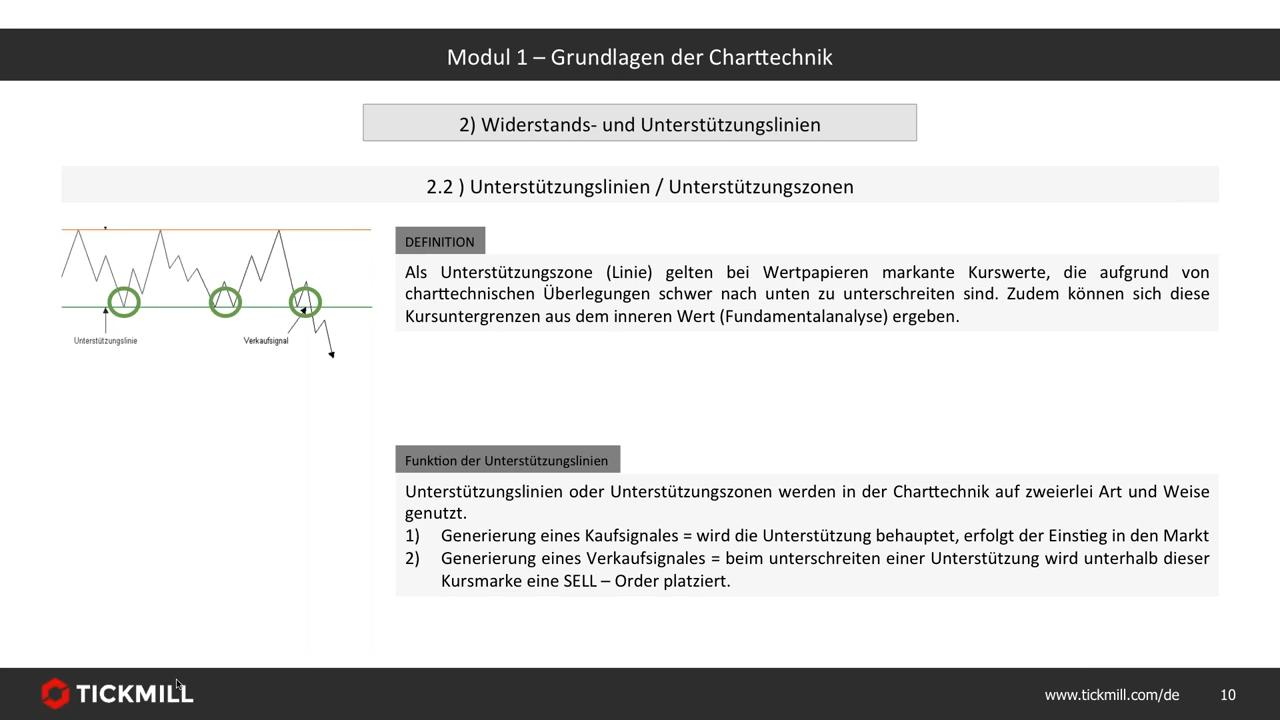 Modul 1 – Grundlagen der Charttechnik
2) Widerstands- und Unterstützungslinien
2.2 ) Unterstützungslinien / Unterstützungszonen
Unterstützungslinie
Verkaufsignal
DEFINITION
Als Unterstützungszone (Linie) gelten bei Wertpapieren markante Kurswerte, die aufgrund von
charttechnischen Überlegungen schwer nach unten zu unterschreiten sind. Zudem können sich diese
Kursuntergrenzen aus dem inneren Wert (Fundamentalanalyse) ergeben.
Funktion der Unterstützungslinien
Unterstützungslinien oder Unterstützungszonen werden in der Charttechnik auf zweierlei Art und Weise
genutzt.
1) Generierung eines Kaufsignales = wird die Unterstützung behauptet, erfolgt der Einstieg in den Markt
2) Generierung eines Verkaufsignales = beim unterschreiten einer Unterstützung wird unterhalb dieser
Kursmarke eine SELL – Order platziert.
TICKMILL
www.tickmill.com/de
10